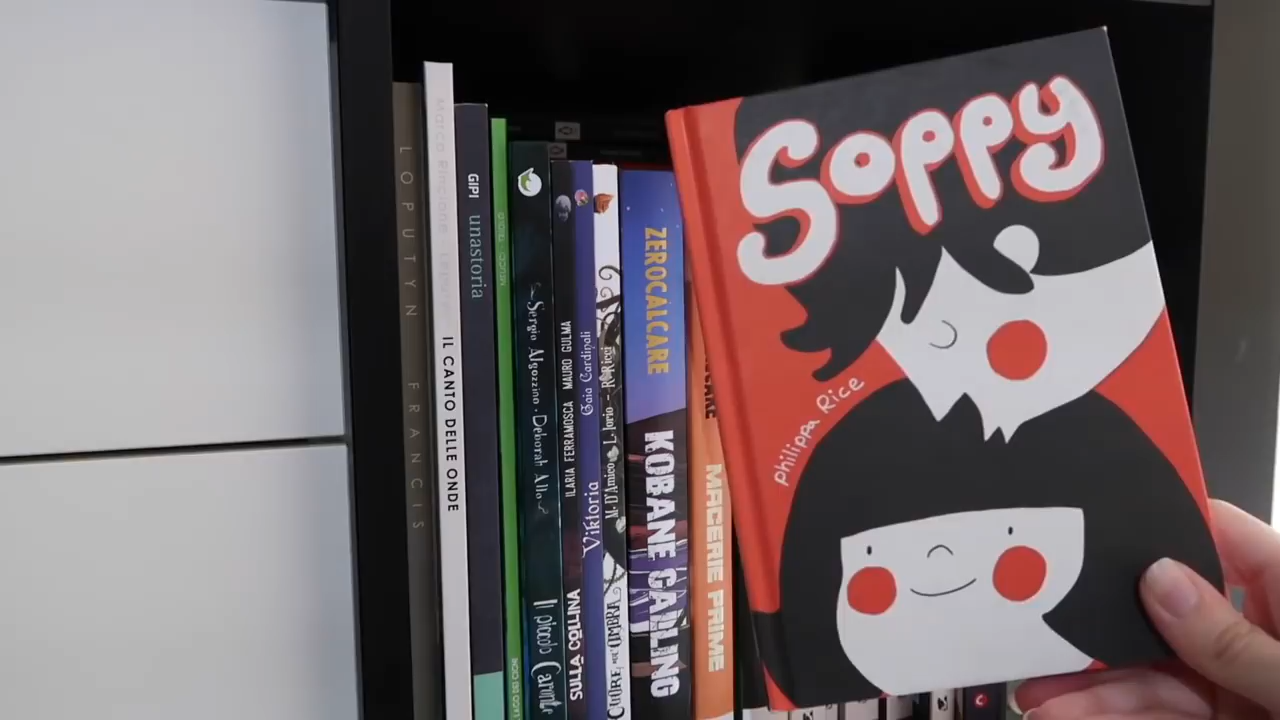 LOPUTYN FRANCIS
IL CANTO DELLE ONDE
GIPI unastoria
Sergio Algozzino · Deborah Allo
Il piccolo Caronte
ILARIA FERRAMOSCA MAURO GULMA
SULLA COLLINA
Gaia Cardinali
Viktoria
ZEROCALCARE
KOBANE CALLING
MACERIE PRIME
Soppy
Philippa Rice